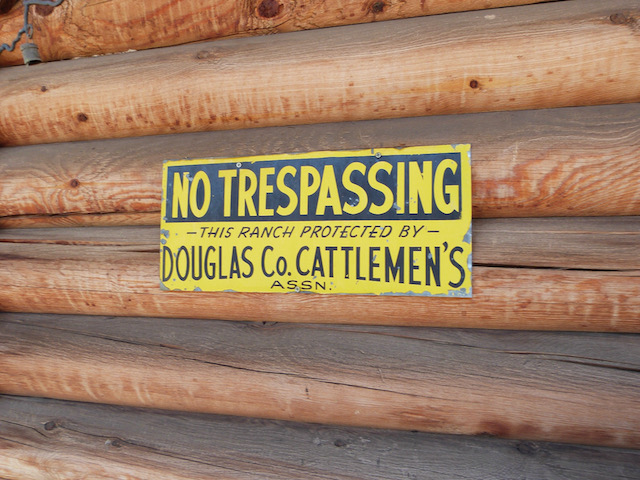 NO TRESPASSING
—THIS RANCH PROTECTED BY—
DOUGLAS Co. CATTLEMEN'S
ASSN.